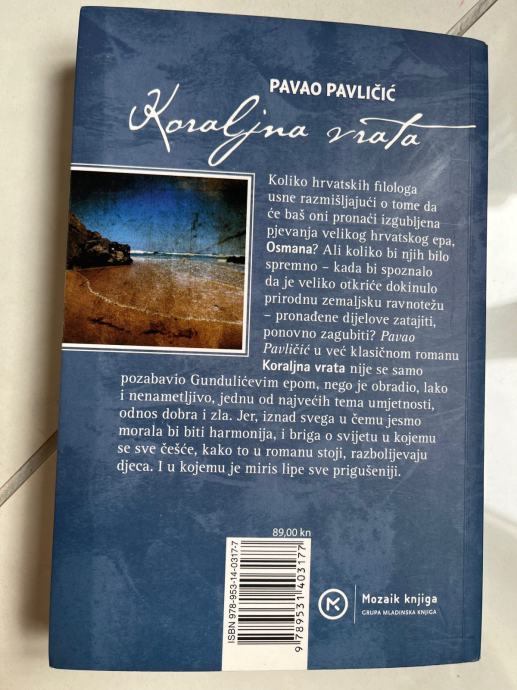 PAVAO PAVLIČIĆ
Koraljna vrata
Koliko hrvatskih filologa
usne razmišljajući o tome da
će baš oni pronaći izgubljena
pjevanja velikog hrvatskog epa,
Osmana? Ali koliko bi njih bilo
spremno – kada bi spoznalo
da je veliko otkriće dokinulo
prirodnu zemaljsku ravnotežu
– pronađene dijelove zatajiti,
ponovno zagubiti? Pavao
Pavličić u već klasičnom romanu
Koraljna vrata nije se samo
pozabavio Gundulićevim epom, nego je obradio, lako
i nenametljivo, jednu od najvećih tema umjetnosti,
odnos dobra i zla. Jer, iznad svega u čemu jesmo
morala bi biti harmonija, i briga o svijetu u kojemu
se sve češće, kako to u romanu stoji, razbolijevaju
djeca. I u kojemu je miris lipe sve prigušeniji.
89,00 kn
ISBN 978-953-14-0317-7
9 789531 403177
Mozaik knjiga
GRUPA MLADINSKA KNJIGA